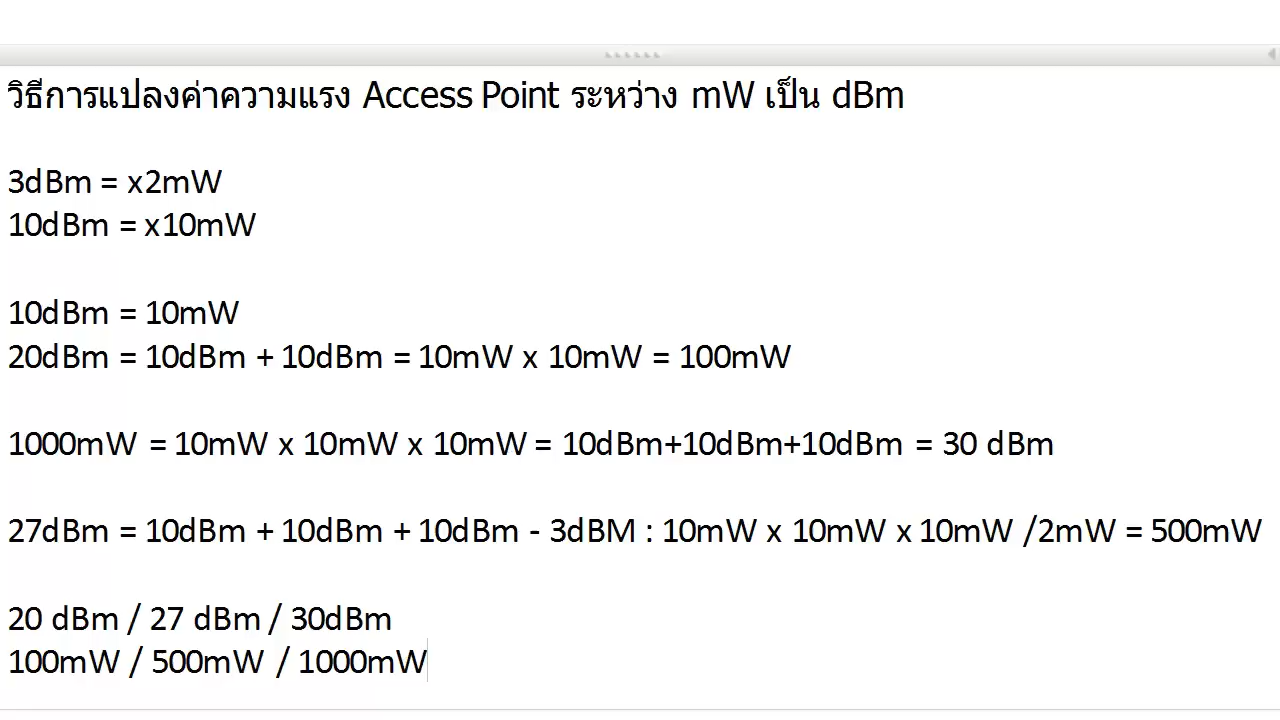 วิธีการแปลงค่าความแรง Access Point ระหว่าง mW เป็น dBm
3dBm = x2mW
10dBm = x10mW
10dBm = 10mW
20dBm = 10dBm + 10dBm = 10mW x 10mW = 100mW
1000mW = 10mW x 10mW x 10mW = 10dBm+10dBm+10dBm = 30 dBm
27dBm = 10dBm + 10dBm + 10dBm - 3dBM : 10mW x 10mW x 10mW /2mW = 500mW
20 dBm / 27 dBm / 30dBm
100mW / 500mW / 1000mW